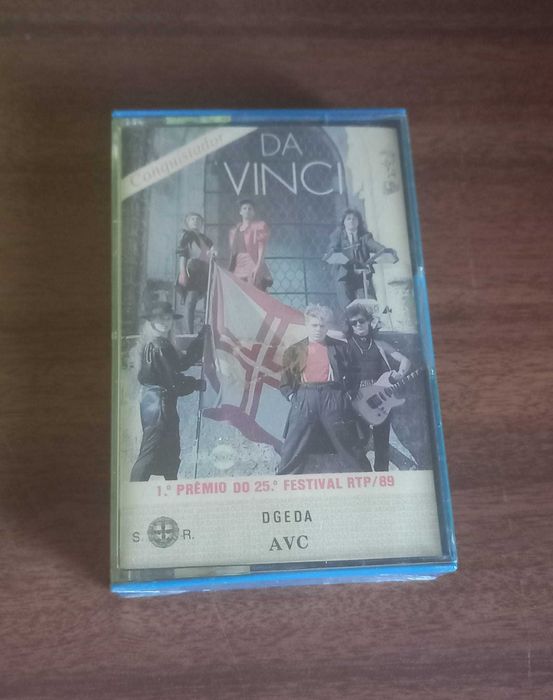 Conquistador
DA
VINCI
1.º PRÉMIO DO 25.º FESTIVAL RTP/89
DGEDA
S. R.
AVC